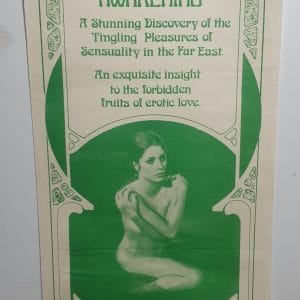 AWAKENING
A Stunning Discovery of the
Tingling Pleasures of
Sensuality in the Far East.
An exquisite insight
to the forbidden
fruits of erotic love.